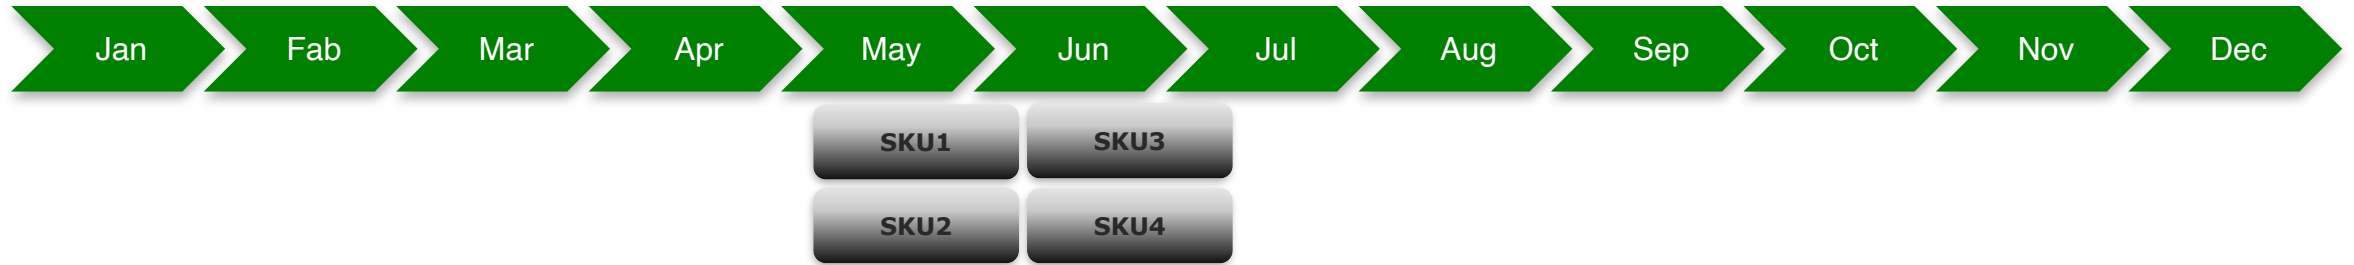 Jan Fab Mar Apr May Jun Jul Aug Sep Oct Nov Dec
SKU1 SKU3
SKU2 SKU4